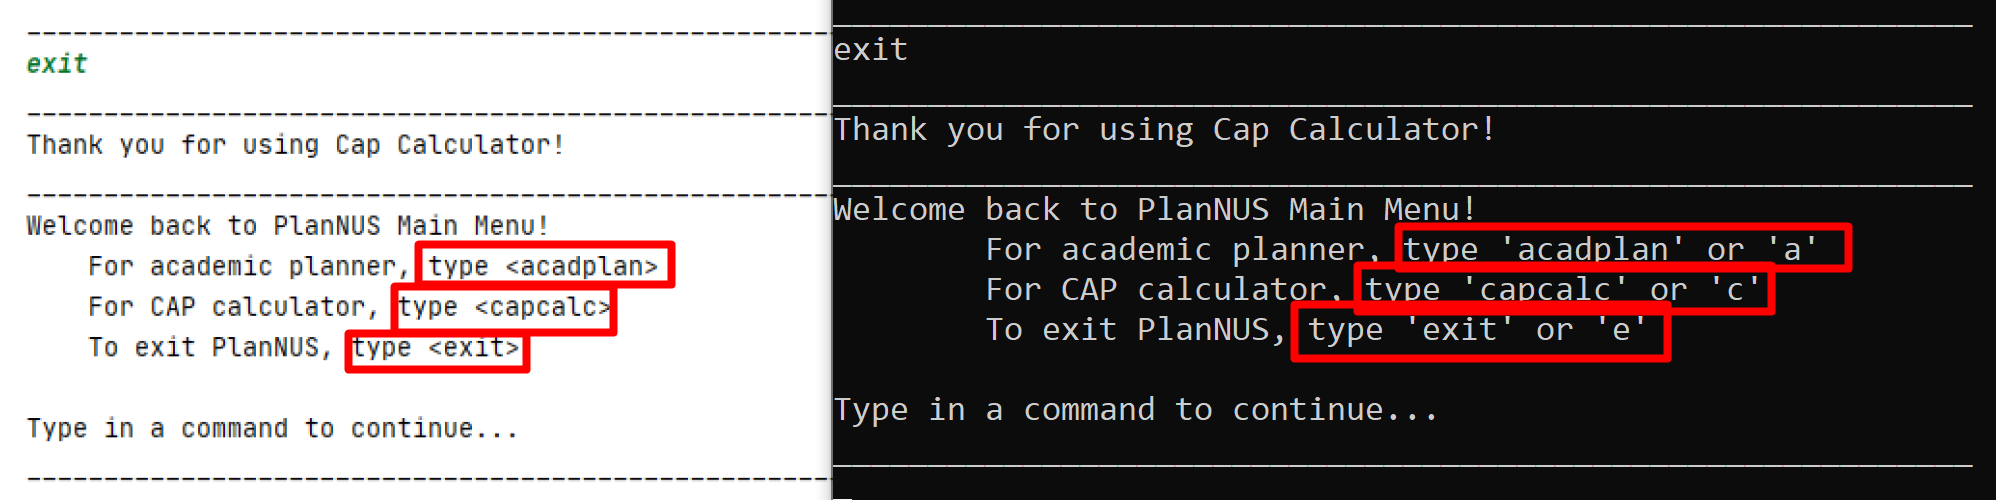 exit
Thank you for using Cap Calculator!
Welcome back to PlanNUS Main Menu!
For academic planner, type <acadplan>
For CAP calculator, type <capcalc>
To exit PlanNUS, type <exit>
Type in a command to continue...
exit
Thank you for using Cap Calculator!
Welcome back to PlanNUS Main Menu!
For academic planner, type 'acadplan' or 'a'
For CAP calculator, type 'capcalc' or 'c'
To exit PlanNUS, type 'exit' or 'e'
Type in a command to continue...